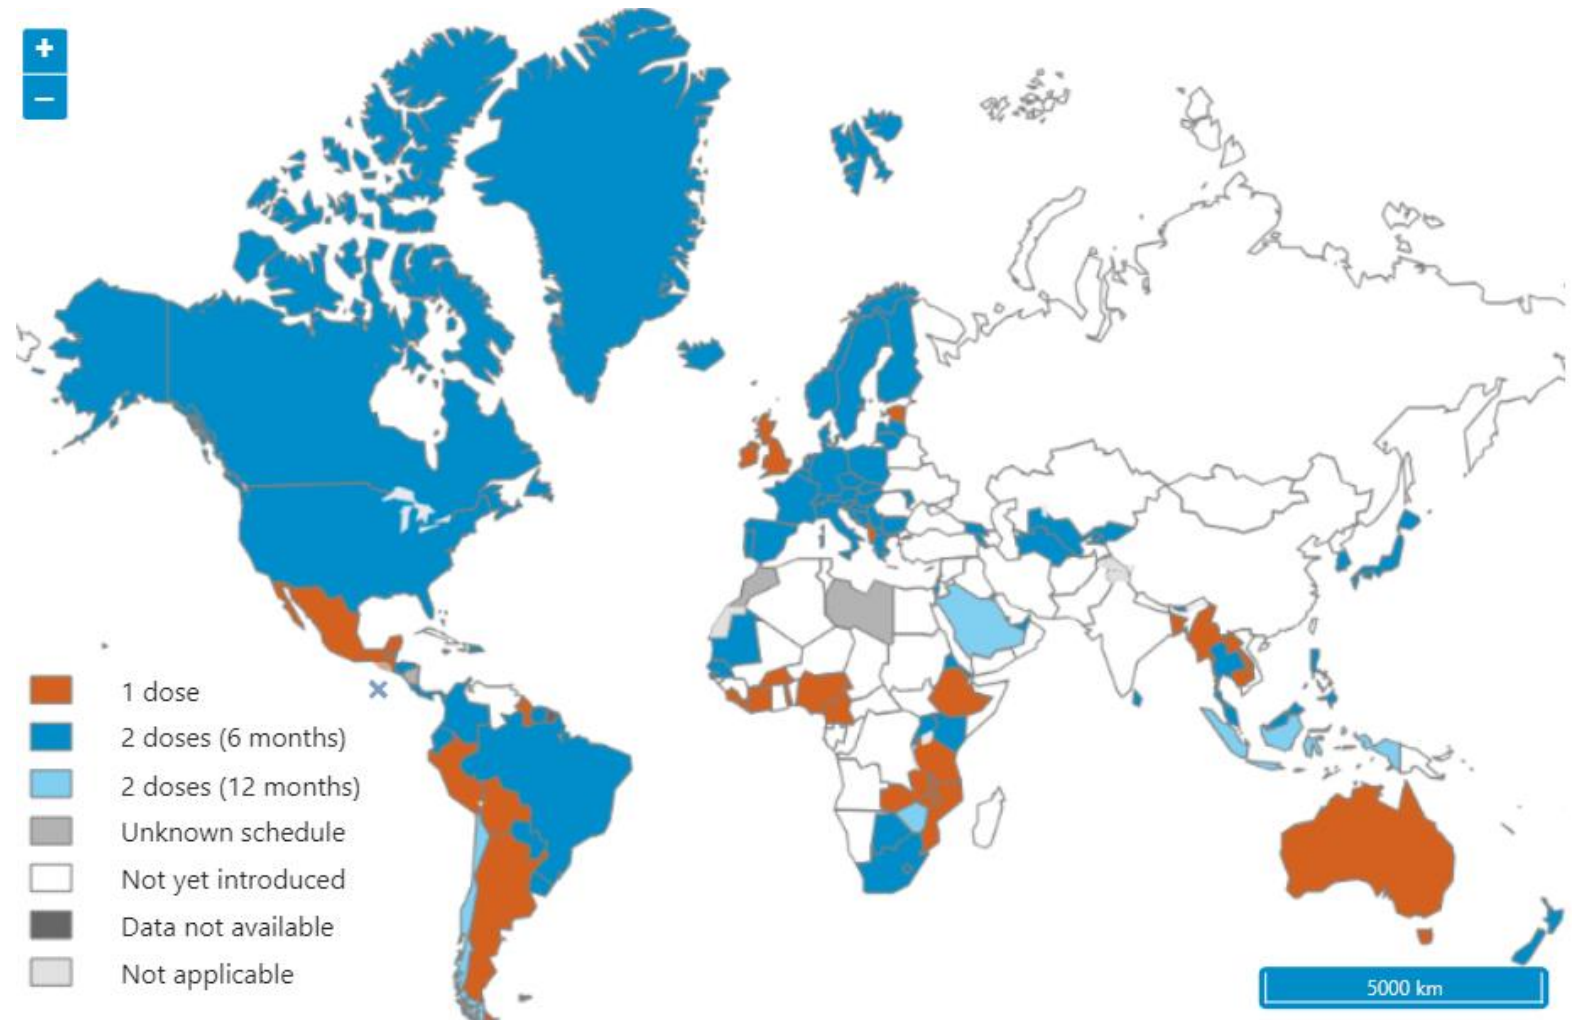 +
−
1 dose
2 doses (6 months)
2 doses (12 months)
Unknown schedule
Not yet introduced
Data not available
Not applicable
5000 km